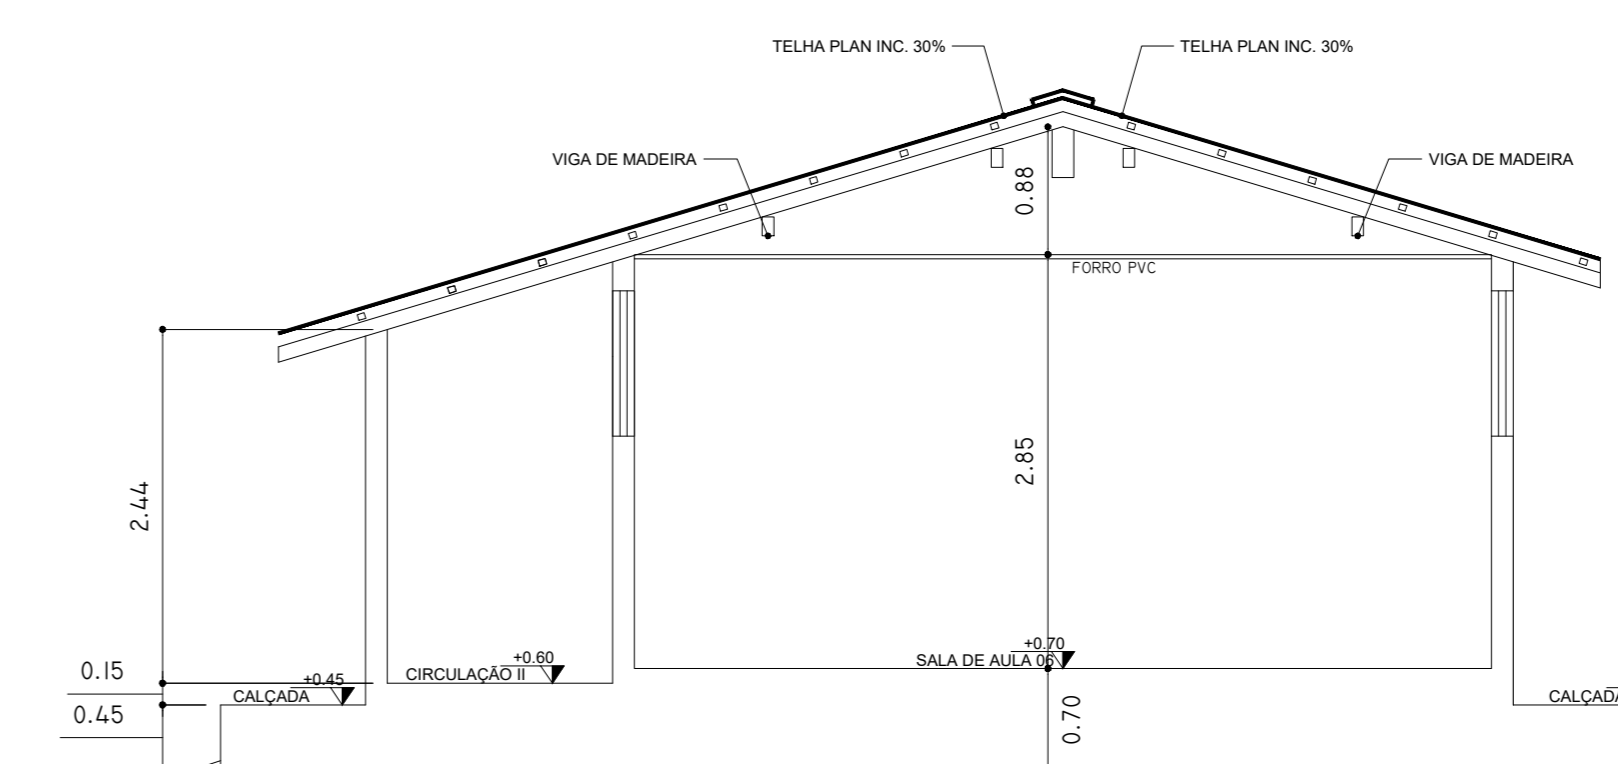 TELHA PLAN INC. 30%
TELHA PLAN INC. 30%
VIGA DE MADEIRA
VIGA DE MADEIRA
0.88
FORRO PVC
2.85
2.44
+0.70
SALA DE AULA 06
+0.60
CIRCULAÇÃO II
0.15
+0.45
CALÇADA
CALÇADA
0.45
0.70